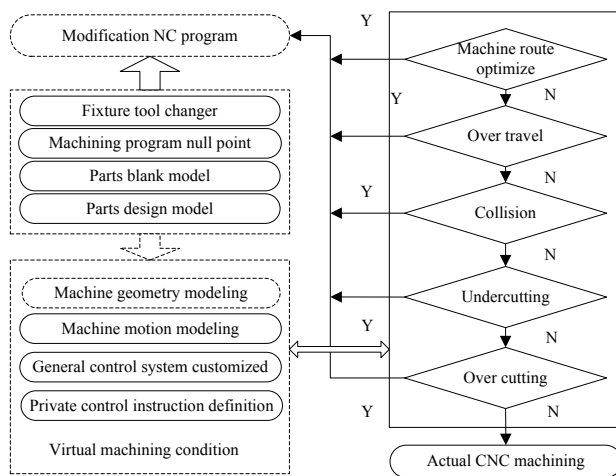 Modification NC program
Fixture tool changer
Machining program null point
Parts blank model
Parts design model
Machine geometry modeling
Machine motion modeling
General control system customized
Private control instruction definition
Virtual machining condition
Y
Machine route
optimize
N
Y
Over travel
N
Y
Collision
N
Undercutting
Y
N
Over cutting
Y
N
Actual CNC machining